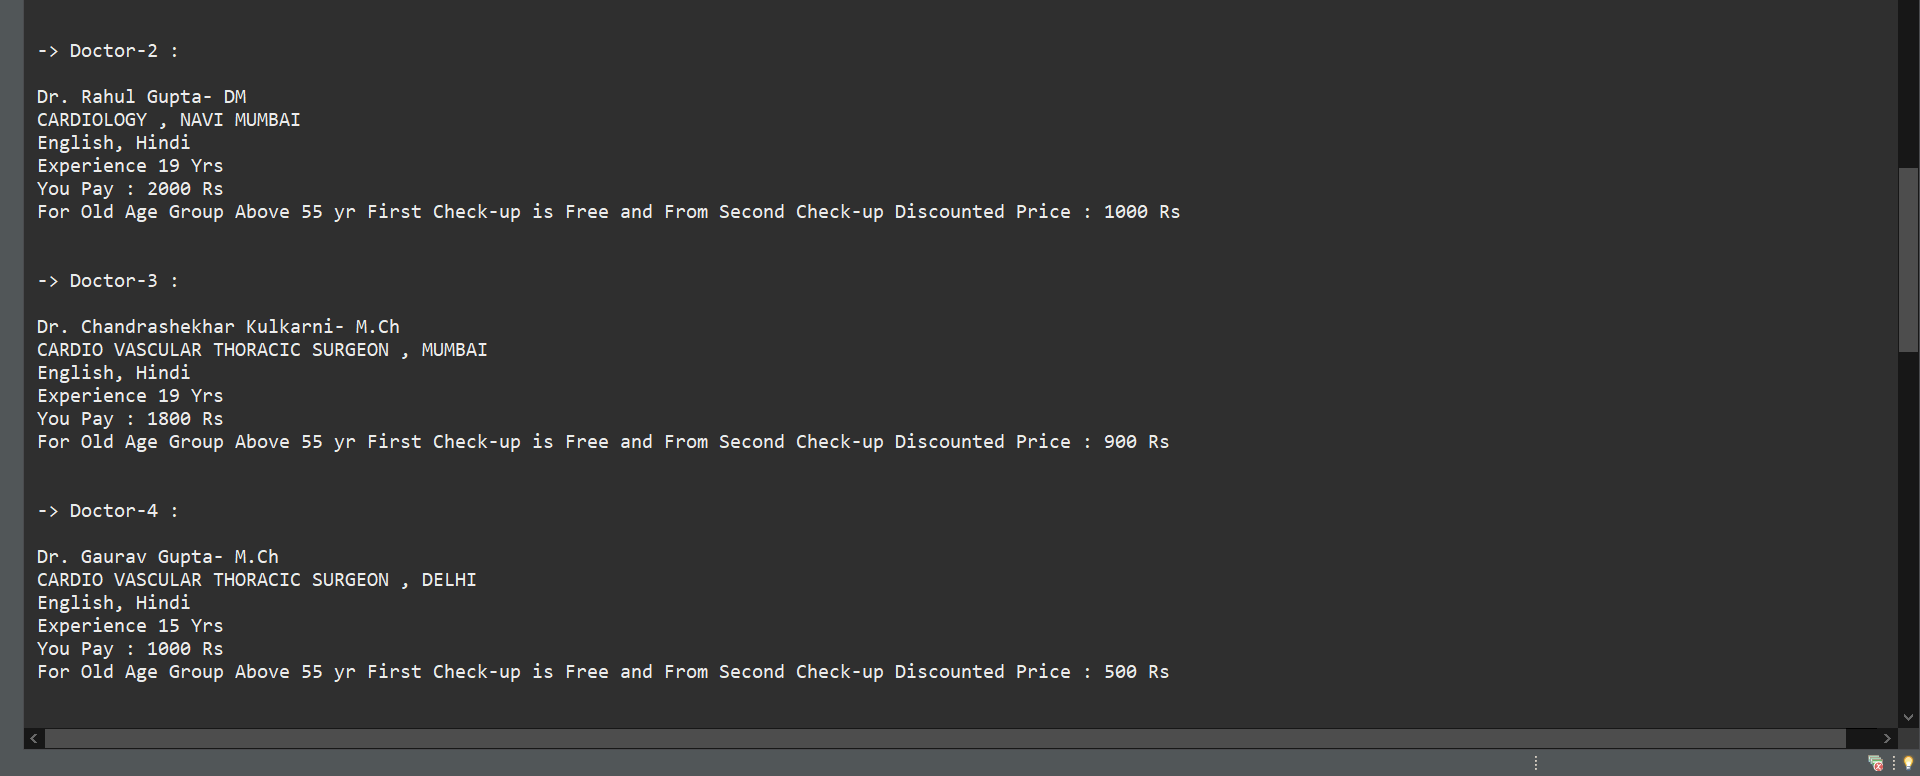 -> Doctor-2 :
Dr. Rahul Gupta- DM
CARDIOLOGY , NAVI MUMBAI
English, Hindi
Experience 19 Yrs
You Pay : 2000 Rs
For Old Age Group Above 55 yr First Check-up is Free and From Second Check-up Discounted Price : 1000 Rs
-> Doctor-3 :
Dr. Chandrashekhar Kulkarni- M.Ch
CARDIO VASCULAR THORACIC SURGEON , MUMBAI
English, Hindi
Experience 19 Yrs
You Pay : 1800 Rs
For Old Age Group Above 55 yr First Check-up is Free and From Second Check-up Discounted Price : 900 Rs
-> Doctor-4 :
Dr. Gaurav Gupta- M.Ch
CARDIO VASCULAR THORACIC SURGEON , DELHI
English, Hindi
Experience 15 Yrs
You Pay : 1000 Rs
For Old Age Group Above 55 yr First Check-up is Free and From Second Check-up Discounted Price : 500 Rs